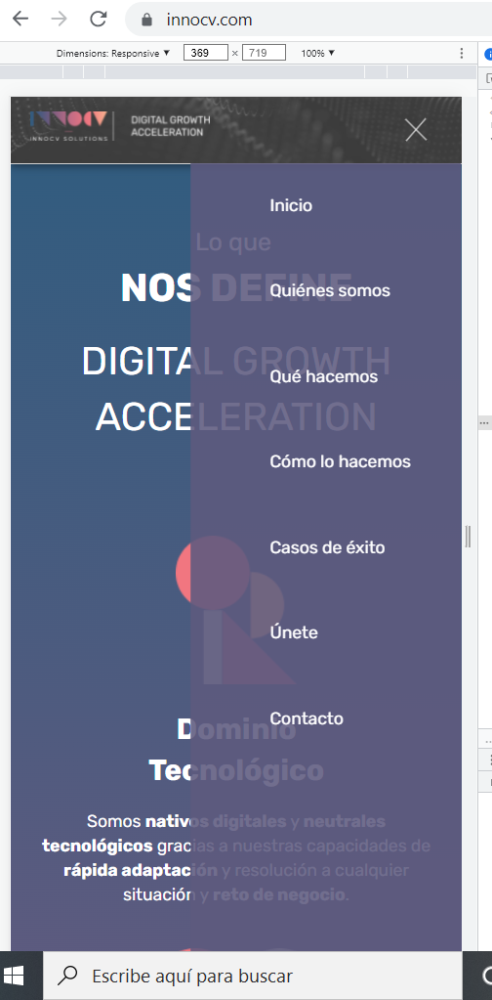 innocv.com
Dimensions: Responsive ▼ 369 × 719 100% ▼
INNOCV
INNOCV SOLUTIONS
DIGITAL GROWTH
ACCELERATION
Inicio
Quiénes somos
Qué hacemos
Cómo lo hacemos
Casos de éxito
Únete
Contacto
Lo que
NOS DEFINE
DIGITAL GROWTH
ACCELERATION
Dominio
Tecnológico
Somos nativos digitales y neutrales
tecnológicos gracias a nuestras capacidades de
rápida adaptación y resolución a cualquier
situación y reto de negocio.
Escribe aquí para buscar